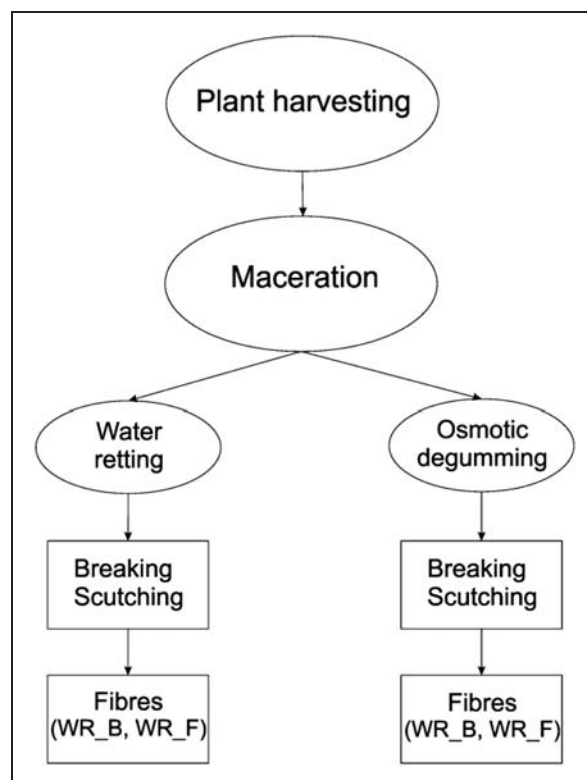 Plant harvesting
Maceration
Water
retting
Osmotic
degumming
Breaking
Scutching
Breaking
Scutching
Fibres
(WR_B, WR_F)
Fibres
(WR_B, WR_F)